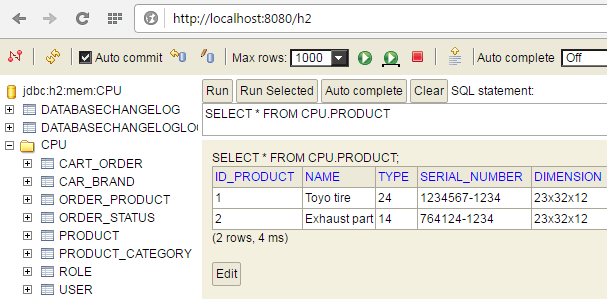 http://localhost:8080/h2
Auto commit Max rows: 1000 Auto complete Off
jdbc:h2:mem:CPU
DATABASECHANGELOG
DATABASECHANGELOGLO
CPU
CART_ORDER
CAR_BRAND
ORDER_PRODUCT
ORDER_STATUS
PRODUCT
PRODUCT_CATEGORY
ROLE
USER
Run Run Selected Auto complete Clear SQL statement:
SELECT * FROM CPU.PRODUCT
SELECT * FROM CPU.PRODUCT;
ID_PRODUCT NAME TYPE SERIAL_NUMBER DIMENSION
1 Toyo tire 24 1234567-1234 23x32x12
2 Exhaust part 14 764124-1234 23x32x12
(2 rows, 4 ms)
Edit